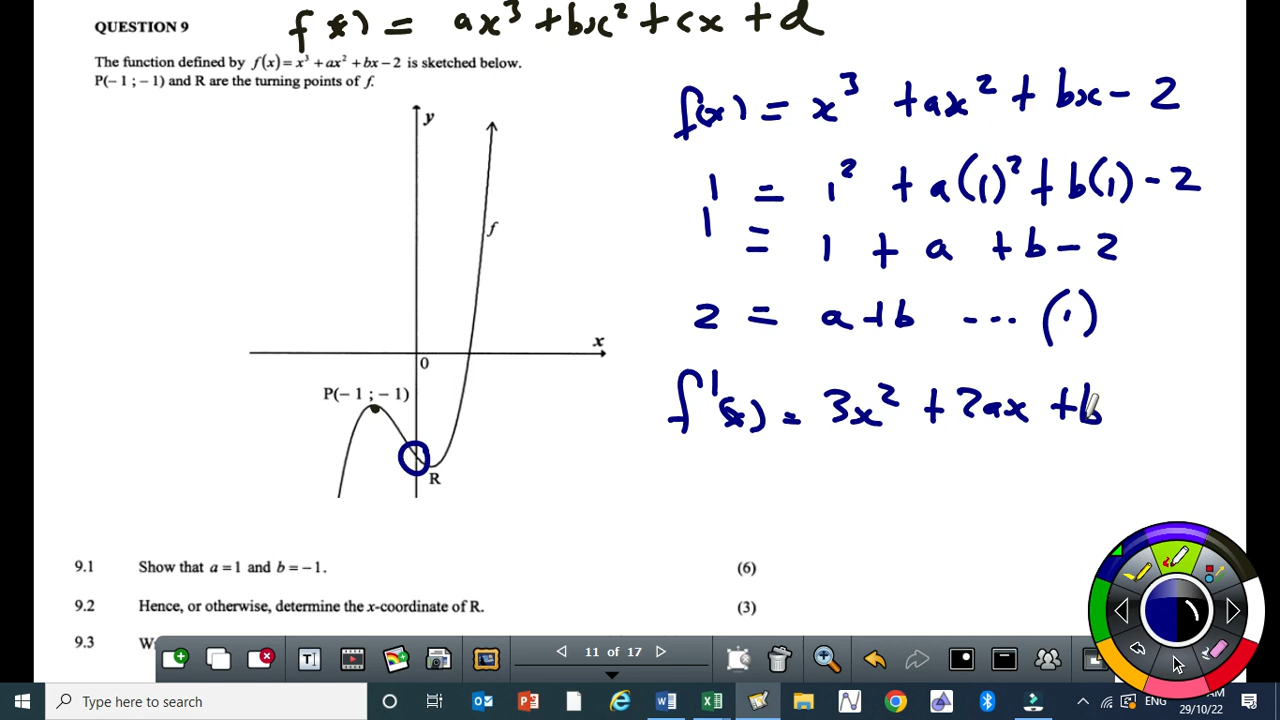 f(x) = ax³ + bx² + cx + d
QUESTION 9
The function defined by f(x) = x³ + ax² + bx − 2 is sketched below.
P(− 1 ; − 1) and R are the turning points of f.
y
f
x
0
P(− 1 ; − 1)
R
f(x) = x³ + ax² + bx − 2
1 = 1² + a(1)² + b(1) − 2
1 = 1 + a + b − 2
2 = a + b --- (1)
f'(x) = 3x² + 2ax + b
9.1 Show that a = 1 and b = −1. (6)
9.2 Hence, or otherwise, determine the x-coordinate of R. (3)
9.3 W
11 of 17
Type here to search
ENG
AM
29/10/22